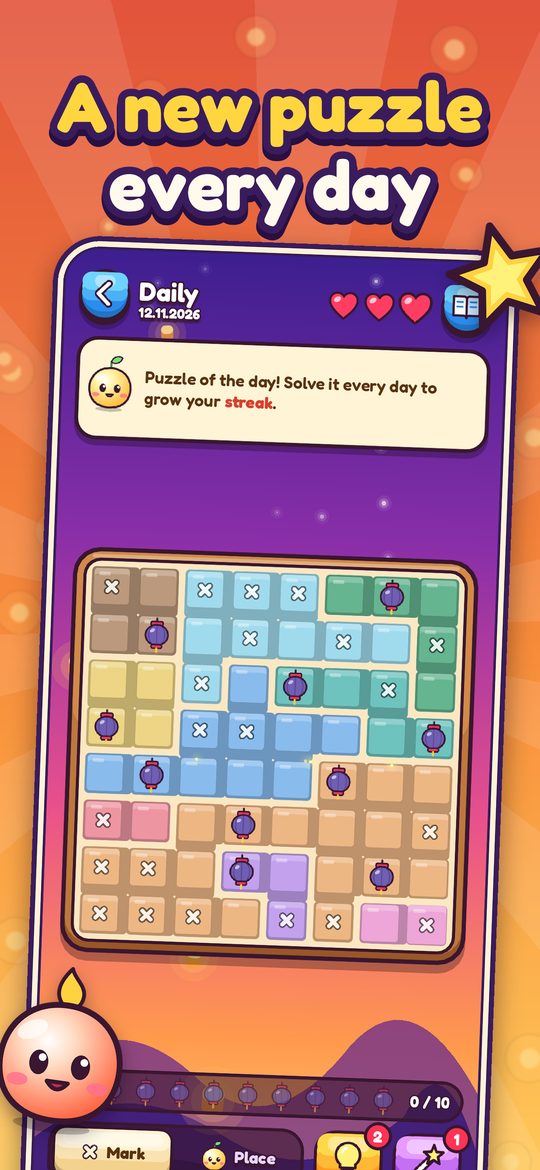 A new puzzle
every day
Daily
12.11.2026
Puzzle of the day! Solve it every day to
grow your streak.
0 / 10
Mark
Place
2
1